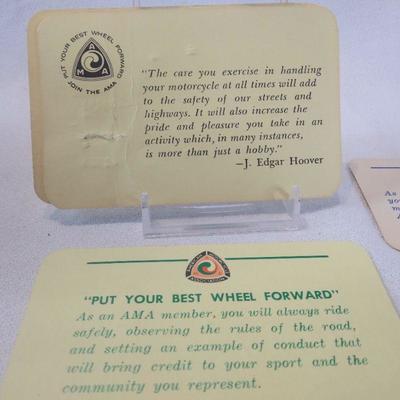 PUT YOUR BEST WHEEL FORWARD
JOIN THE AMA
A
M A
"The care you exercise in handling
your motorcycle at all times will add
to the safety of our streets and
highways. It will also increase the
pride and pleasure you take in an
activity which, in many instances,
is more than just a hobby."
—J. Edgar Hoover
As
yo
m
"PUT YOUR BEST WHEEL FORWARD"
As an AMA member, you will always ride
safely, observing the rules of the road,
and setting an example of conduct that
will bring credit to your sport and the
community you represent.